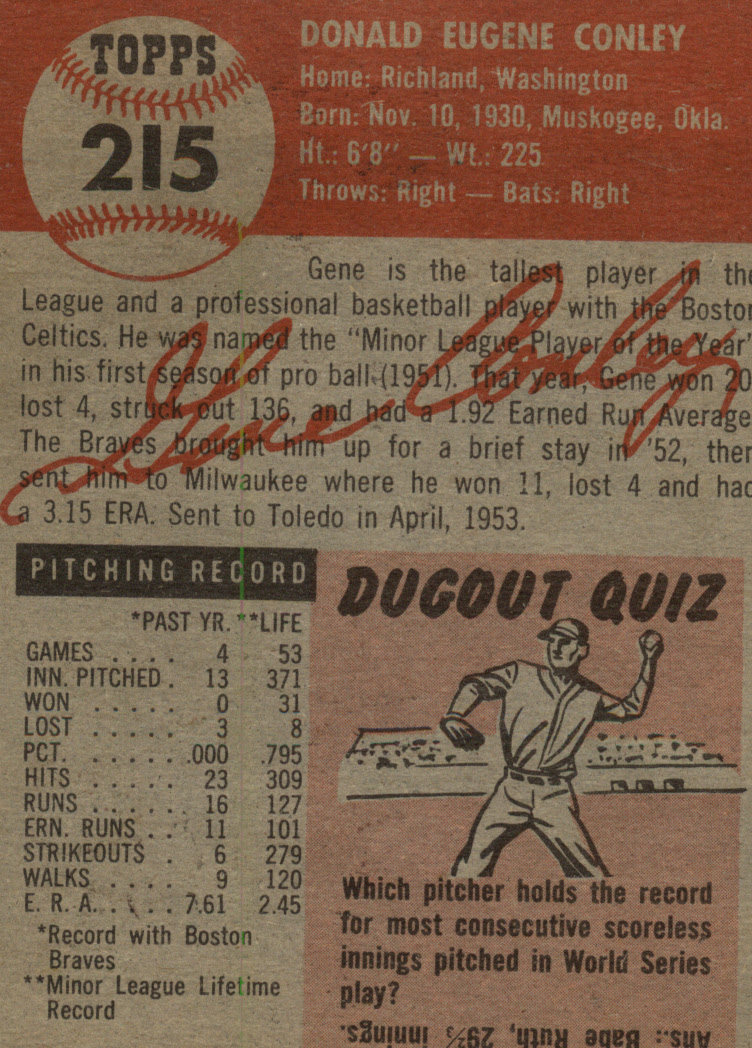 TOPPS
215
DONALD EUGENE CONLEY
Home: Richland, Washington
Born: Nov. 10, 1930, Muskogee, Okla.
Ht.: 6'8" — Wt.: 225
Throws: Right — Bats: Right
Gene is the tallest player in the
League and a professional basketball player with the Boston
Celtics. He was named the "Minor League Player of the Year"
in his first season of pro ball (1951). That year, Gene won 20,
lost 4, struck out 136, and had a 1.92 Earned Run Average.
The Braves brought him up for a brief stay in '52, then
sent him to Milwaukee where he won 11, lost 4 and had
a 3.15 ERA. Sent to Toledo in April, 1953.
Gene Conley
PITCHING RECORD
*PAST YR. **LIFE
GAMES . . . . 4 53
INN. PITCHED . 13 371
WON . . . . . 0 31
LOST . . . . . 3 8
PCT. . . . . . .000 .795
HITS . . . . . 23 309
RUNS . . . . . . 16 127
ERN. RUNS . . 11 101
STRIKEOUTS . 6 279
WALKS . . . . 9 120
E. R. A. . . . . 7.61 2.45
*Record with Boston
Braves
**Minor League Lifetime
Record
DUGOUT QUIZ
Which pitcher holds the record
for most consecutive scoreless
innings pitched in World Series
play?
Ans.: Babe Ruth, 29⅔ innings.